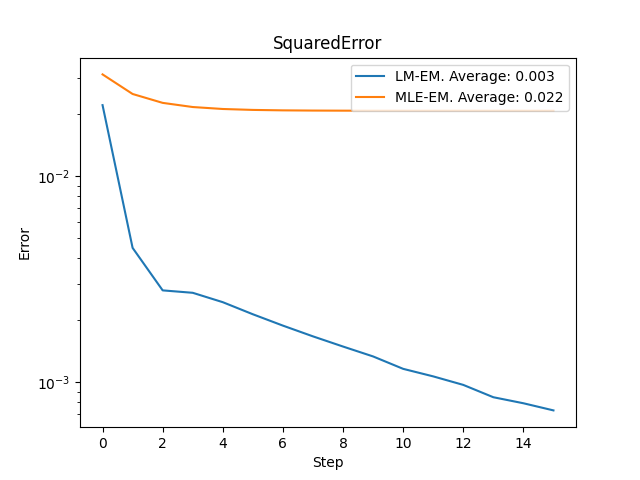 SquaredError
LM-EM. Average: 0.003
MLE-EM. Average: 0.022
10⁻²
10⁻³
Error
0 2 4 6 8 10 12 14
Step